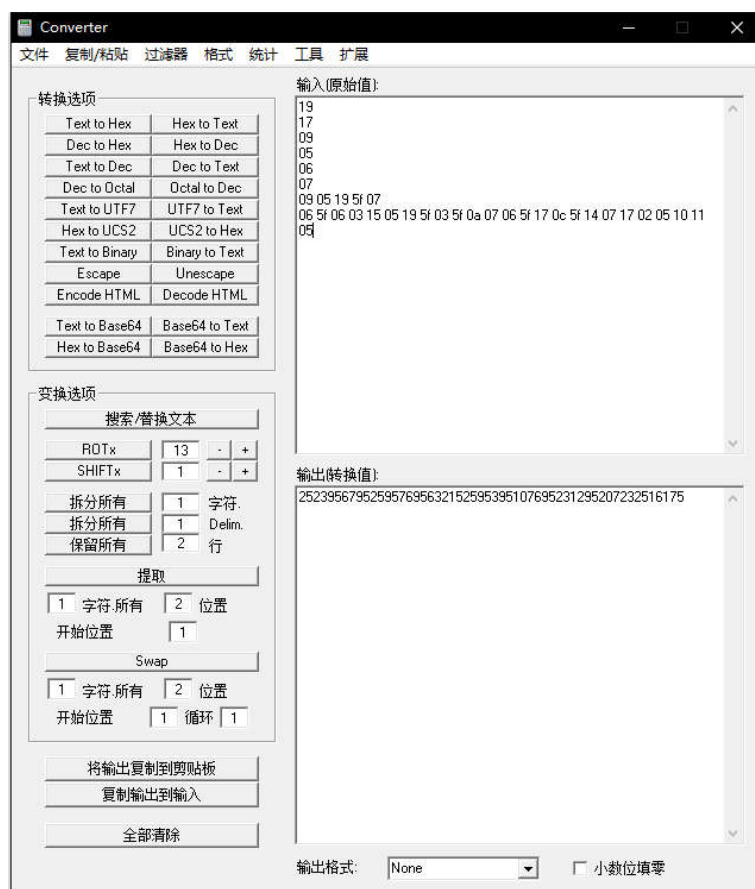 Converter
文件 复制/粘贴 过滤器 格式 统计 工具 扩展
转换选项
Text to Hex Hex to Text
Dec to Hex Hex to Dec
Text to Dec Dec to Text
Dec to Octal Octal to Dec
Text to UTF7 UTF7 to Text
Hex to UCS2 UCS2 to Hex
Text to Binary Binary to Text
Escape Unescape
Encode HTML Decode HTML
Text to Base64 Base64 to Text
Hex to Base64 Base64 to Hex
变换选项
搜索/替换文本
ROTx 13 - +
SHIFTx 1 - +
拆分所有 1 字符.
拆分所有 1 Delim.
保留所有 2 行
提取
1 字符.所有 2 位置
开始位置 1
Swap
1 字符.所有 2 位置
开始位置 1 循环 1
将输出复制到剪贴板
复制输出到输入
全部清除
输入(原始值):
19
17
09
05
06
07
09 05 19 5f 07
06 5f 06 03 15 05 19 5f 03 5f 0a 07 06 5f 17 0c 5f 14 07 17 02 05 10 11
05
输出(转换值):
252395679525957695632152595395107695231295207232516175
输出格式: None 小数位填零